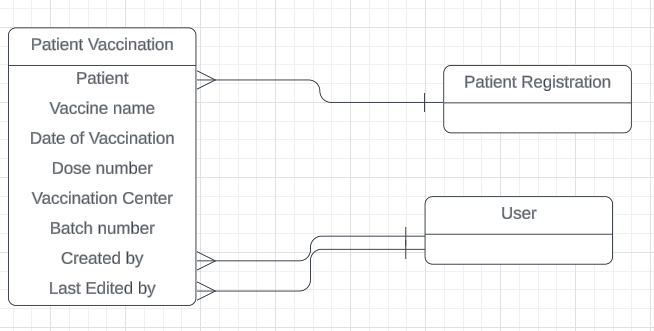 Patient Vaccination
Patient
Vaccine name
Date of Vaccination
Dose number
Vaccination Center
Batch number
Created by
Last Edited by
Patient Registration
User